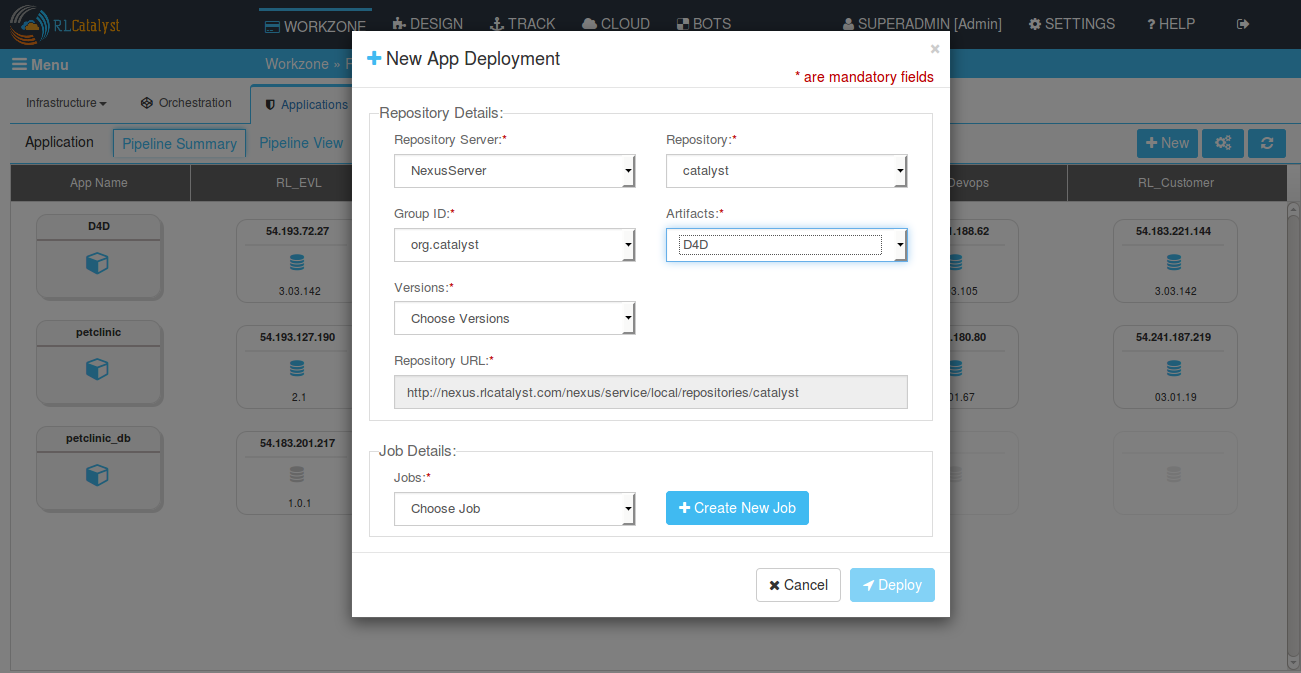 RLCatalyst
WORKZONE DESIGN TRACK CLOUD BOTS SUPERADMIN [Admin] SETTINGS ? HELP
Menu Workzone »
New App Deployment ×
* are mandatory fields
Infrastructure Orchestration Applications
Application Pipeline Summary Pipeline View New
App Name RL_EVL Devops RL_Customer
Repository Details:
Repository Server:* Repository:*
NexusServer catalyst
Group ID:* Artifacts:*
org.catalyst D4D
Versions:*
Choose Versions
Repository URL:*
http://nexus.rlcatalyst.com/nexus/service/local/repositories/catalyst
Job Details:
Jobs:*
Choose Job Create New Job
Cancel Deploy
D4D 54.193.72.27 .188.62 54.183.221.144
3.03.142 3.105 3.03.142
petclinic 54.193.127.190 .180.80 54.241.187.219
2.1 01.67 03.01.19
petclinic_db 54.183.201.217
1.0.1